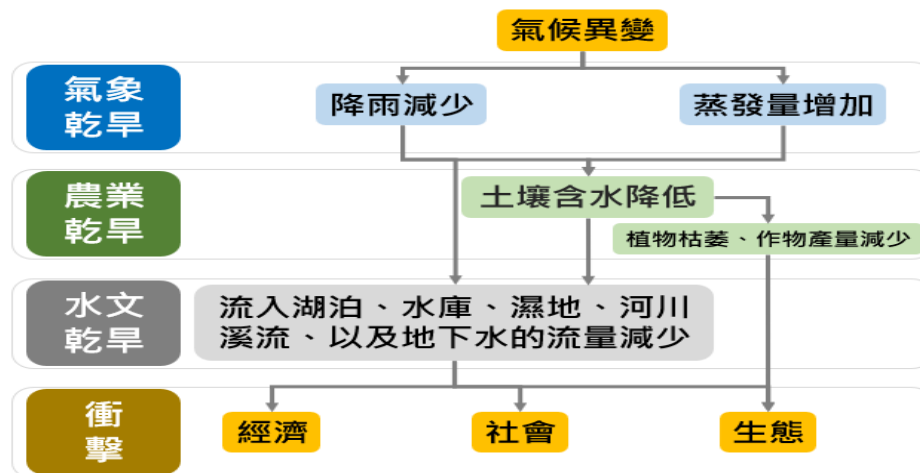 氣候異變
氣象
乾旱
降雨減少
蒸發量增加
農業
乾旱
土壤含水降低
植物枯萎、作物產量減少
水文
乾旱
流入湖泊、水庫、濕地、河川
溪流、以及地下水的流量減少
衝
擊
經濟
社會
生態